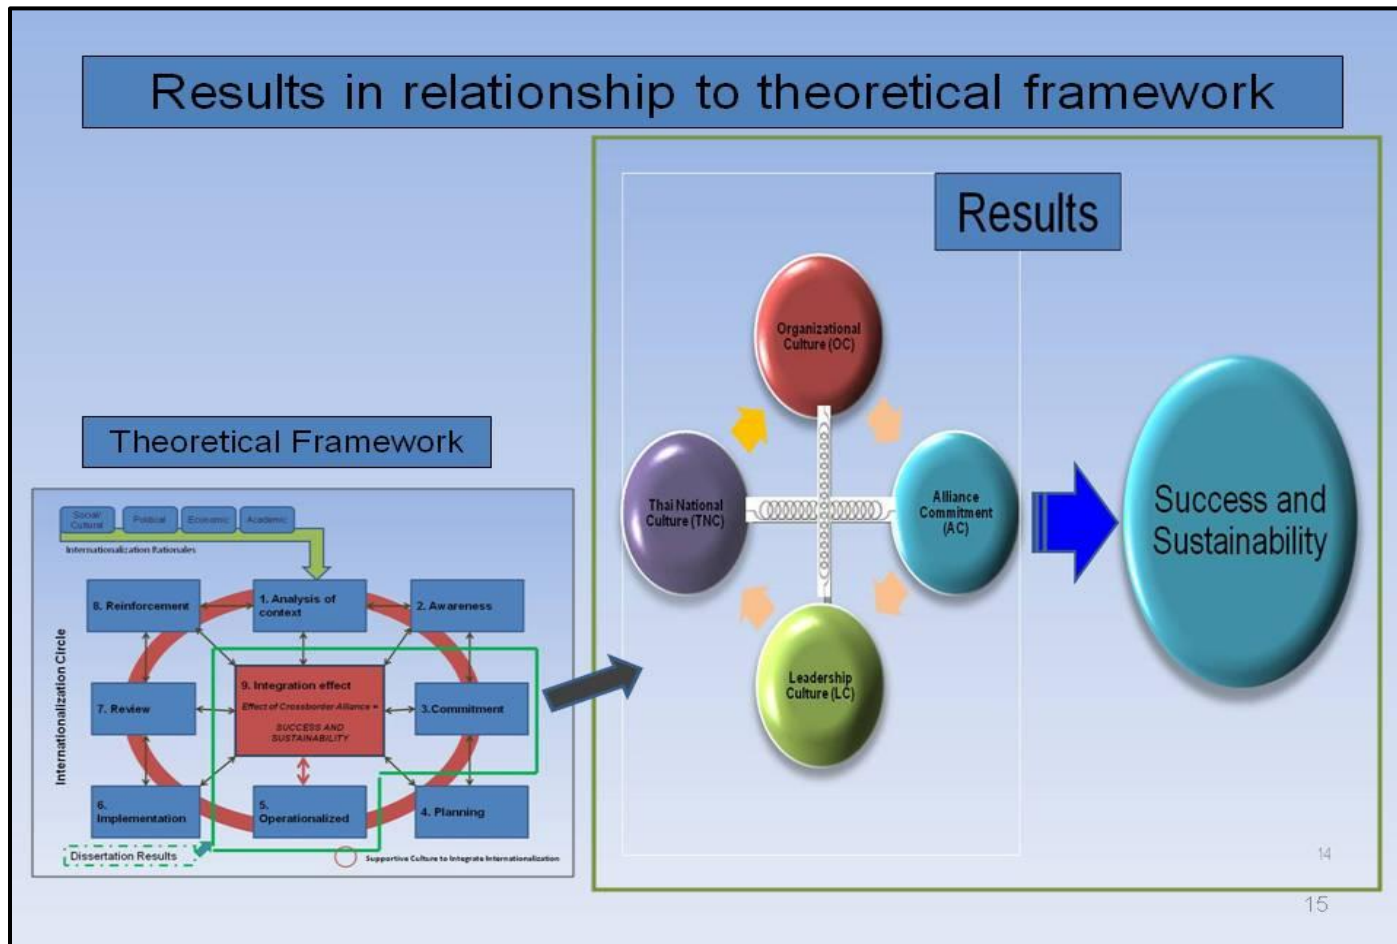 Results in relationship to theoretical framework
Theoretical Framework
Social/
Cultural
Political
Economic
Academic
Internationalization Rationales
Internationalization Circle
8. Reinforcement
1. Analysis of
context
2. Awareness
7. Review
9. Integration effect
Effect of Crossborder Alliance =
SUCCESS AND
SUSTAINABILITY
3.Commitment
6.
Implementation
5.
Operationalized
4. Planning
Dissertation Results
Supportive Culture to Integrate Internationalization
Results
Organizational
Culture (OC)
Thai National
Culture (TNC)
Alliance
Commitment
(AC)
Leadership
Culture (LC)
Success and
Sustainability
14
15